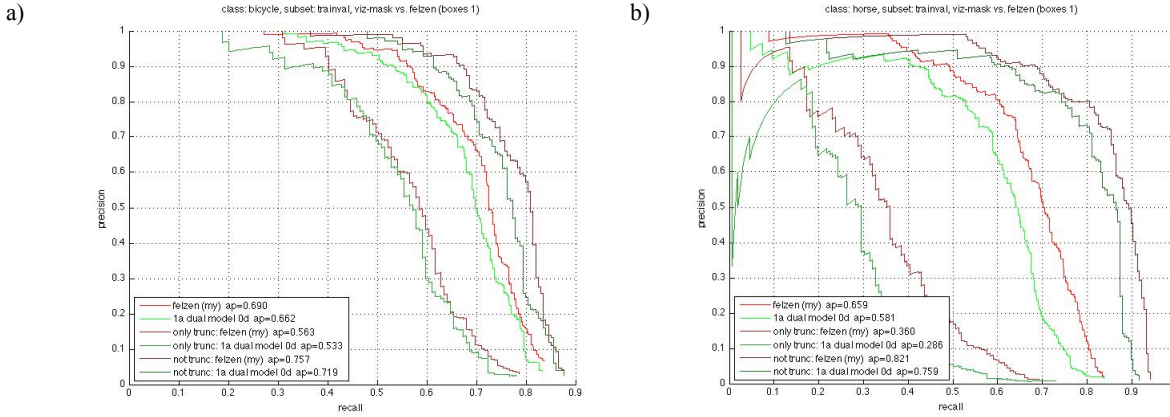 a)
class: bicycle, subset: trainval, viz-mask vs. felzen (boxes 1)
1
0.9
0.8
0.7
0.6
0.5
0.4
0.3
0.2
0.1
0
precision
0 0.1 0.2 0.3 0.4 0.5 0.6 0.7 0.8 0.9
recall
felzen (my) ap=0.690
1a dual model 0d ap=0.662
only trunc: felzen (my) ap=0.563
only trunc: 1a dual model 0d ap=0.533
not trunc: felzen (my) ap=0.757
not trunc: 1a dual model 0d ap=0.719
b)
class: horse, subset: trainval, viz-mask vs. felzen (boxes 1)
1
0.9
0.8
0.7
0.6
0.5
0.4
0.3
0.2
0.1
0
precision
0 0.1 0.2 0.3 0.4 0.5 0.6 0.7 0.8 0.9
recall
felzen (my) ap=0.659
1a dual model 0d ap=0.581
only trunc: felzen (my) ap=0.360
only trunc: 1a dual model 0d ap=0.286
not trunc: felzen (my) ap=0.821
not trunc: 1a dual model 0d ap=0.759